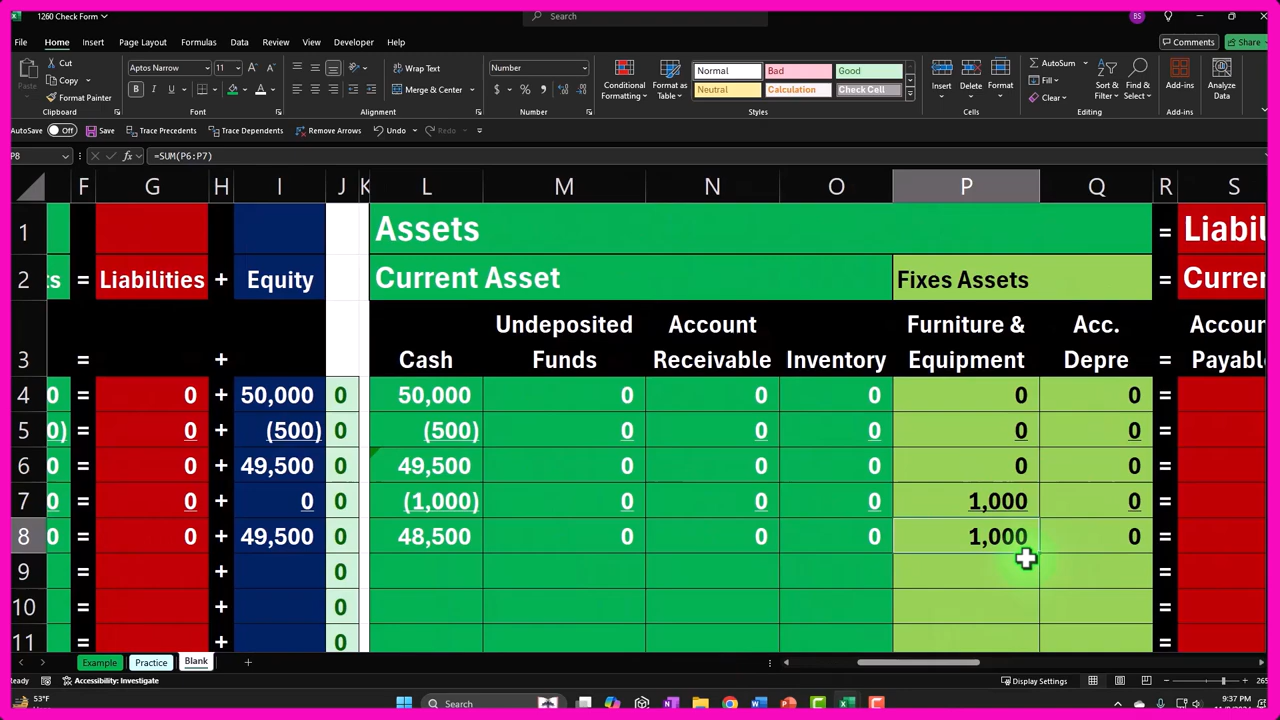 1260 Check Form
Search
BS
File Home Insert Page Layout Formulas Data Review View Developer Help
Comments Share
Cut
Copy
Format Painter
Clipboard
Aptos Narrow 11
B I U
Font
Wrap Text
Merge & Center
Alignment
Number
$ % 9
Number
Conditional Formatting
Format as Table
Normal Bad Good
Neutral Calculation Check Cell
Styles
Insert Delete Format
Cells
AutoSum
Fill
Clear
Sort & Filter
Find & Select
Editing
Add-ins
Add-ins
Analyze Data
AutoSave Off Save Trace Precedents Trace Dependents Remove Arrows Undo Redo
P8 fx =SUM(P6:P7)
F G H I J K L M N O P Q R S
1 Assets = Liabil
2 ts = Liabilities + Equity Current Asset Fixes Assets = Curren
Undeposited Account Furniture & Acc. Accoun
3 = + Cash Funds Receivable Inventory Equipment Depre = Payabl
4 0 = 0 + 50,000 0 50,000 0 0 0 0 0 =
5 0) = 0 + (500) 0 (500) 0 0 0 0 0 =
6 0 = 0 + 49,500 0 49,500 0 0 0 0 0 =
7 0 = 0 + 0 0 (1,000) 0 0 0 1,000 0 =
8 0 = 0 + 49,500 0 48,500 0 0 0 1,000 0 =
9 = + 0 =
10 = + 0 =
11 = + 0 =
Example Practice Blank +
Ready Accessibility: Investigate Display Settings
53°F Search 9:37 PM